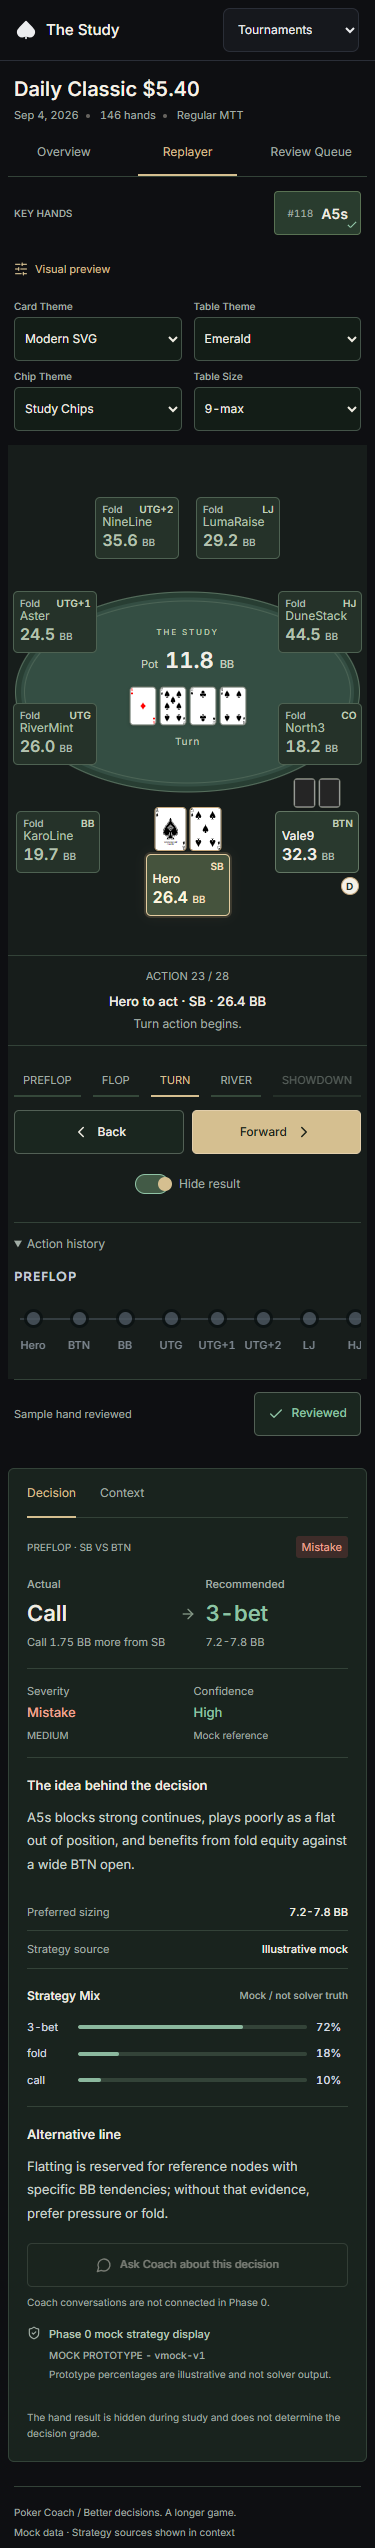 The Study
Tournaments
Daily Classic $5.40
Sep 4, 2026 • 146 hands • Regular MTT
Overview Replayer Review Queue
KEY HANDS
#118 A5s
Visual preview
Card Theme Table Theme
Modern SVG Emerald
Chip Theme Table Size
Study Chips 9-max
Fold UTG+2
NineLine
35.6 BB
Fold LJ
LumaRaise
29.2 BB
Fold UTG+1
Aster
24.5 BB
Fold HJ
DuneStack
44.5 BB
THE STUDY
Pot 11.8 BB
Turn
Fold UTG
RiverMint
26.0 BB
Fold CO
North3
18.2 BB
Fold BB
KaroLine
19.7 BB
BTN
Vale9
32.3 BB
D
SB
Hero
26.4 BB
ACTION 23 / 28
Hero to act · SB · 26.4 BB
Turn action begins.
PREFLOP FLOP TURN RIVER SHOWDOWN
Back Forward
Hide result
▼ Action history
PREFLOP
Hero BTN BB UTG UTG+1 UTG+2 LJ HJ
Sample hand reviewed
Reviewed
Decision Context
PREFLOP · SB VS BTN
Mistake
Actual Recommended
Call → 3-bet
Call 1.75 BB more from SB 7.2-7.8 BB
Severity Confidence
Mistake High
MEDIUM Mock reference
The idea behind the decision
A5s blocks strong continues, plays poorly as a flat
out of position, and benefits from fold equity against
a wide BTN open.
Preferred sizing 7.2-7.8 BB
Strategy source Illustrative mock
Strategy Mix Mock / not solver truth
3-bet 72%
fold 18%
call 10%
Alternative line
Flatting is reserved for reference nodes with
specific BB tendencies; without that evidence,
prefer pressure or fold.
Ask Coach about this decision
Coach conversations are not connected in Phase 0.
Phase 0 mock strategy display
MOCK PROTOTYPE - vmock-v1
Prototype percentages are illustrative and not solver output.
The hand result is hidden during study and does not determine the
decision grade.
Poker Coach / Better decisions. A longer game.
Mock data · Strategy sources shown in context